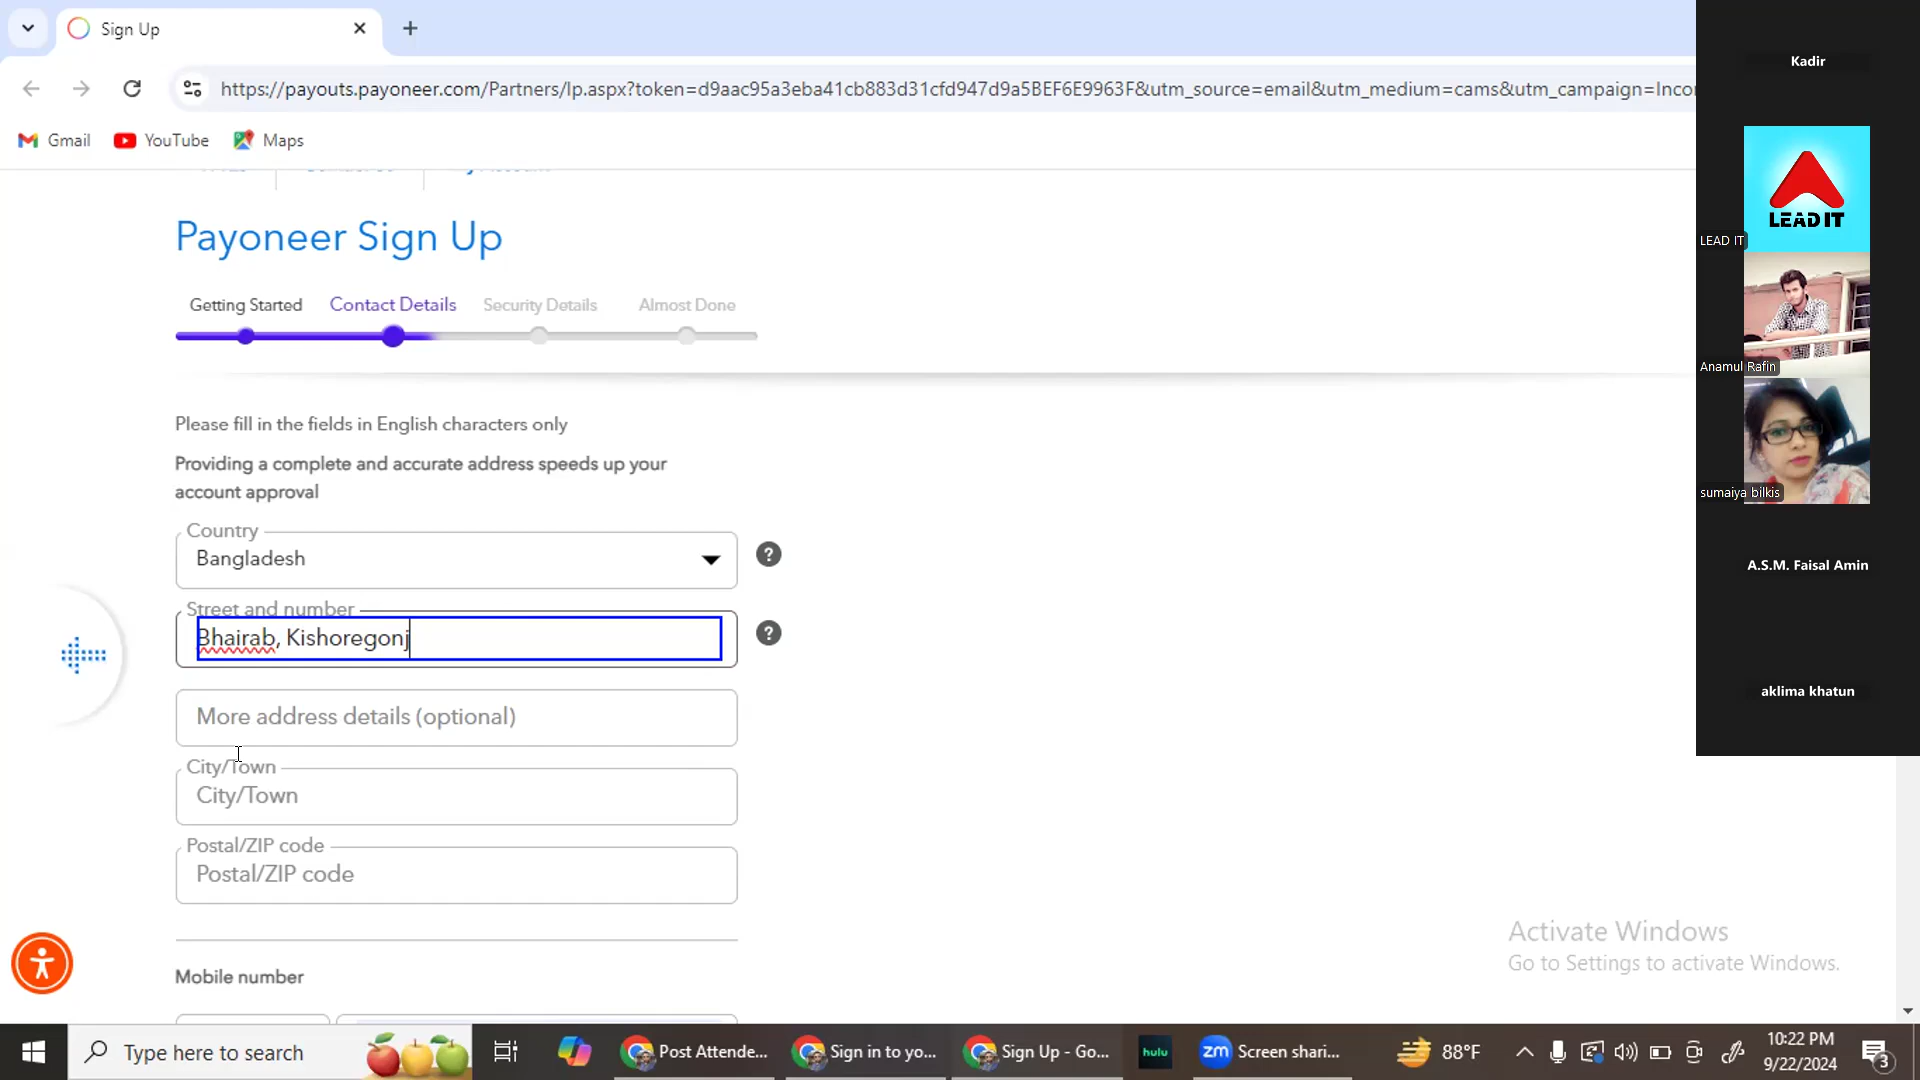 Sign Up
https://payouts.payoneer.com/Partners/lp.aspx?token=d9aac95a3eba41cb883d31cfd947d9a5BEF6E9963F&utm_source=email&utm_medium=cams&utm_campaign=Inco
Gmail
YouTube
Maps
Payoneer Sign Up
Getting Started
Contact Details
Security Details
Almost Done
Please fill in the fields in English characters only
Providing a complete and accurate address speeds up your
account approval
Country
Bangladesh
?
Street and number
Bhairab, Kishoregonj
?
More address details (optional)
City/Town
City/Town
Postal/ZIP code
Postal/ZIP code
Mobile number
Kadir
LEAD IT
LEAD IT
Anamul Rafin
sumaiya bilkis
A.S.M. Faisal Amin
aklima khatun
Activate Windows
Go to Settings to activate Windows.
Type here to search
Post Attende...
Sign in to yo...
Sign Up - Go...
hulu
zm
Screen shari...
88°F
10:22 PM
9/22/2024
3